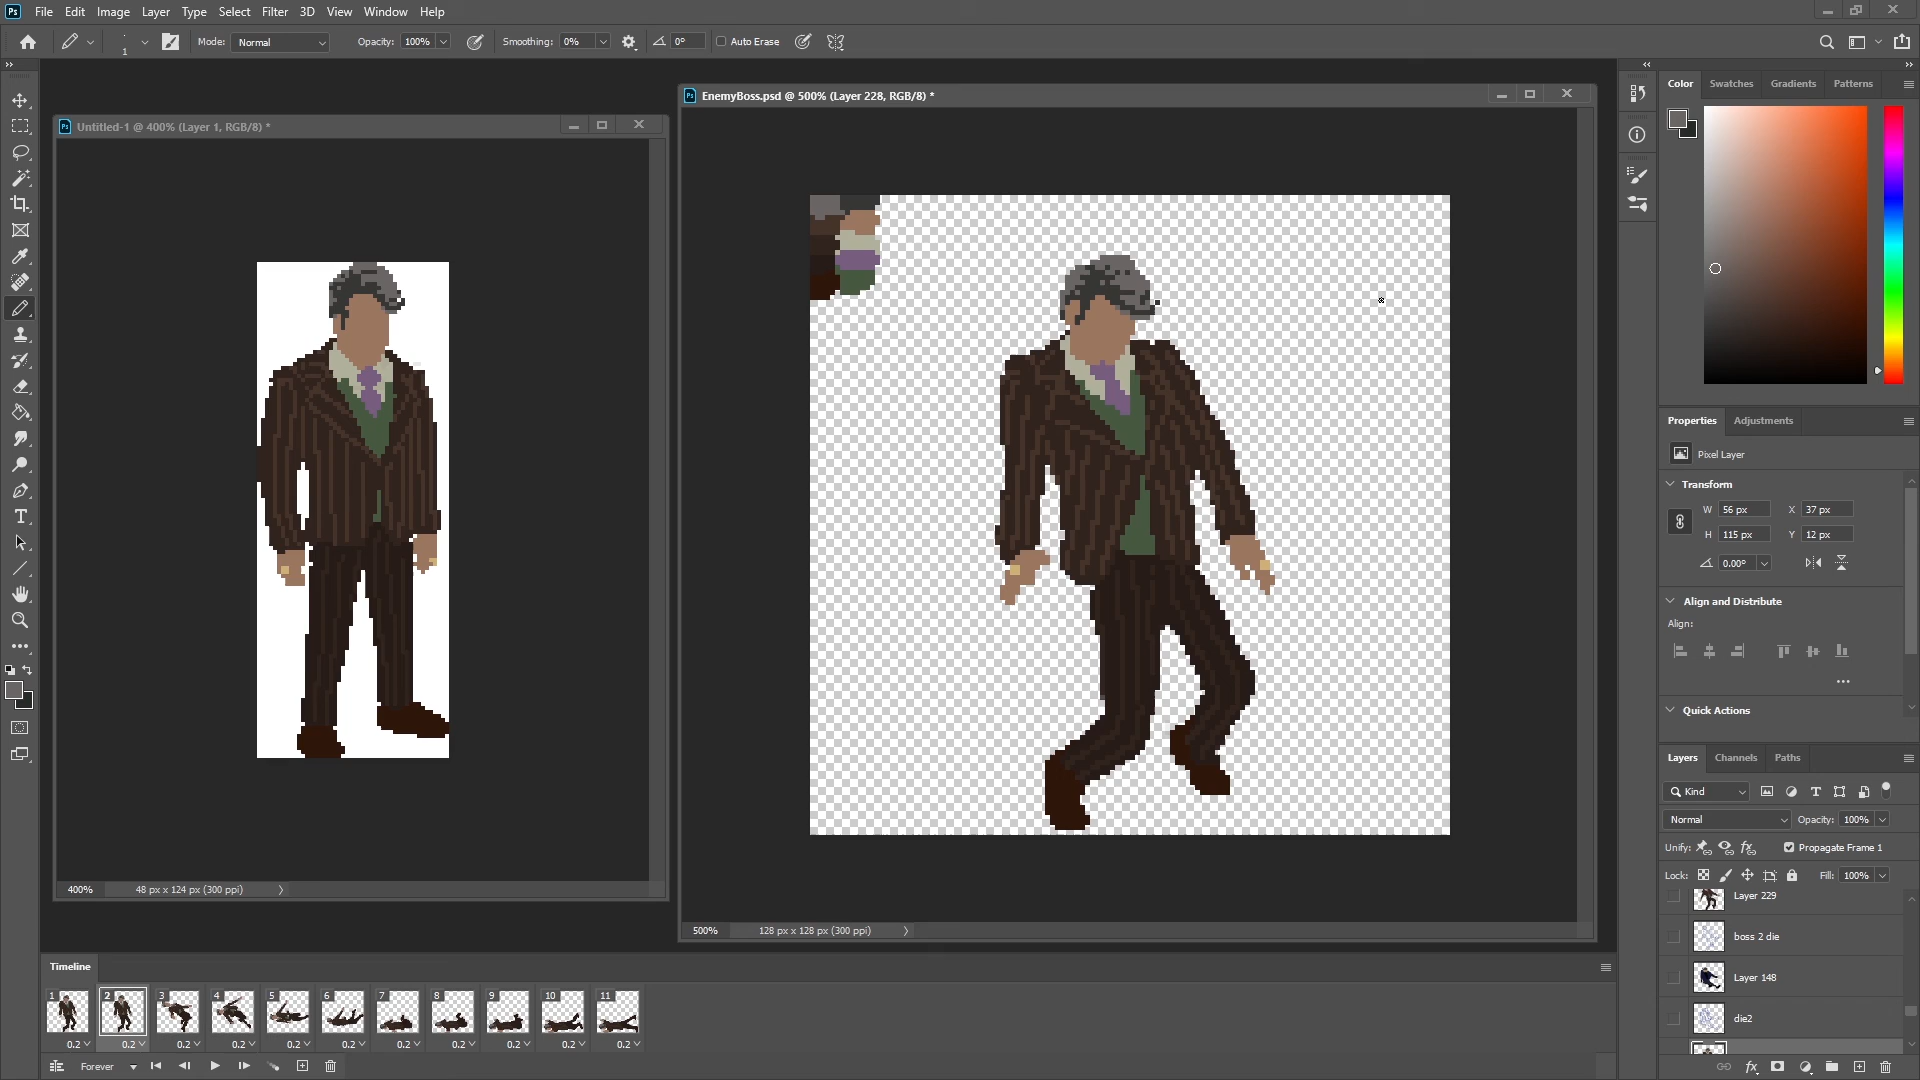 Ps File Edit Image Layer Type Select Filter 3D View Window Help
1 Mode: Normal Opacity: 100% Smoothing: 0% 0° Auto Erase
Ps Untitled-1 @ 400% (Layer 1, RGB/8) *
400% 48 px x 124 px (300 ppi)
Ps EnemyBoss.psd @ 500% (Layer 228, RGB/8) *
500% 128 px x 128 px (300 ppi)
Color Swatches Gradients Patterns
Properties Adjustments
Pixel Layer
Transform
W 56 px X 37 px
H 115 px Y 12 px
0.00°
Align and Distribute
Align:
Quick Actions
Layers Channels Paths
Kind
Normal Opacity: 100%
Unify: Propagate Frame 1
Lock: Fill: 100%
Layer 229
boss 2 die
Layer 148
die2
Timeline
1 2 3 4 5 6 7 8 9 10 11
0.2 0.2 0.2 0.2 0.2 0.2 0.2 0.2 0.2 0.2 0.2
Forever